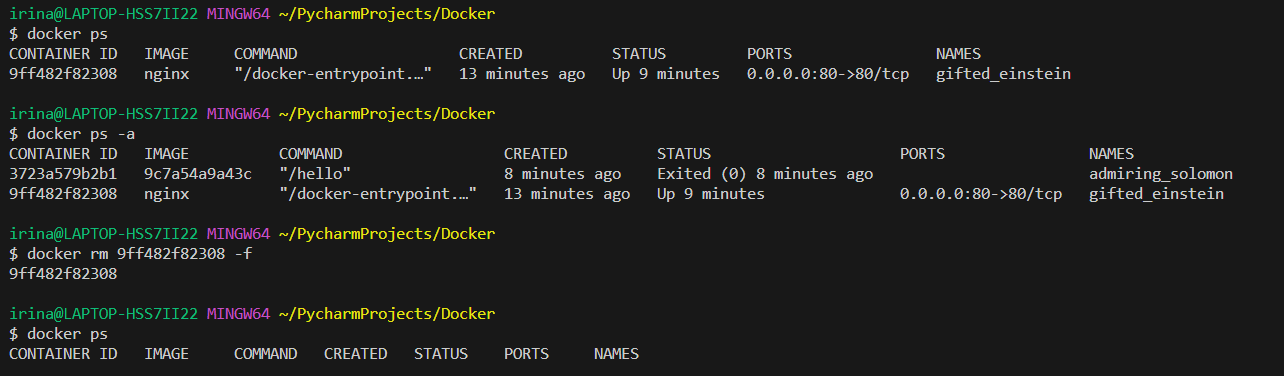 irina@LAPTOP-HSS7II22 MINGW64 ~/PycharmProjects/Docker
$ docker ps
CONTAINER ID   IMAGE     COMMAND                  CREATED          STATUS         PORTS                NAMES
9ff482f82308   nginx     "/docker-entrypoint.…"   13 minutes ago   Up 9 minutes   0.0.0.0:80->80/tcp   gifted_einstein
irina@LAPTOP-HSS7II22 MINGW64 ~/PycharmProjects/Docker
$ docker ps -a
CONTAINER ID   IMAGE          COMMAND                  CREATED          STATUS                     PORTS                NAMES
3723a579b2b1   9c7a54a9a43c   "/hello"                 8 minutes ago    Exited (0) 8 minutes ago                        admiring_solomon
9ff482f82308   nginx          "/docker-entrypoint.…"   13 minutes ago   Up 9 minutes               0.0.0.0:80->80/tcp   gifted_einstein
irina@LAPTOP-HSS7II22 MINGW64 ~/PycharmProjects/Docker
$ docker rm 9ff482f82308 -f
9ff482f82308
irina@LAPTOP-HSS7II22 MINGW64 ~/PycharmProjects/Docker
$ docker ps
CONTAINER ID   IMAGE     COMMAND   CREATED   STATUS    PORTS     NAMES